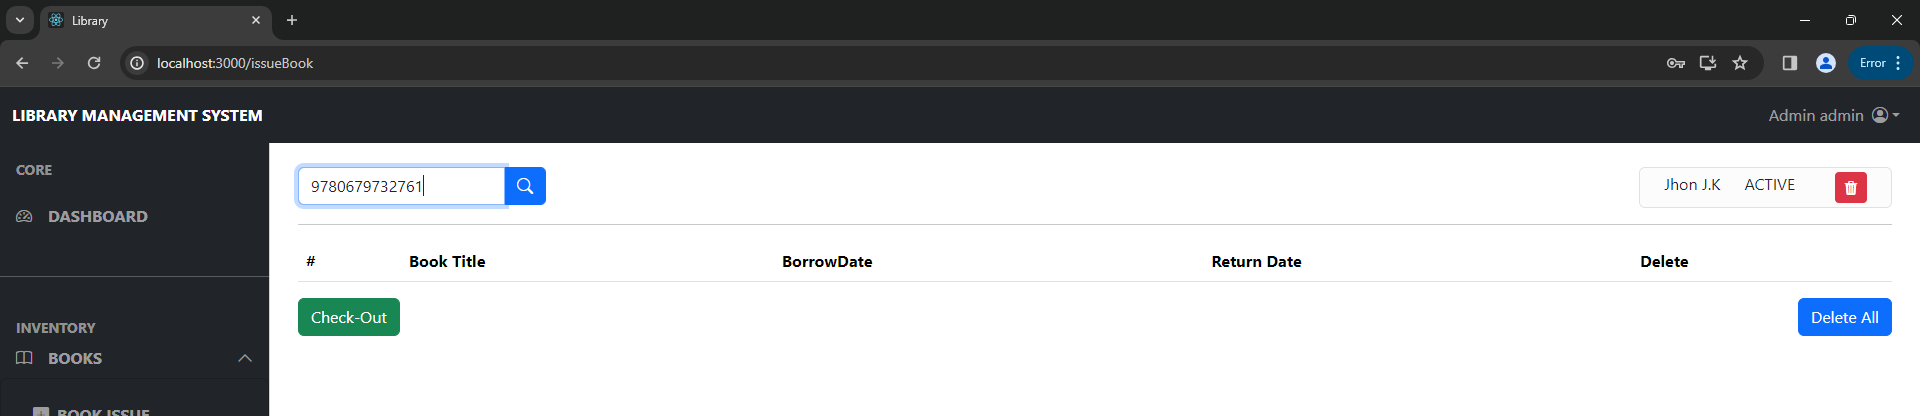 Library
localhost:3000/issueBook
Error
LIBRARY MANAGEMENT SYSTEM
Admin admin
CORE
DASHBOARD
INVENTORY
BOOKS
BOOK ISSUE
9780679732761
Jhon J.K ACTIVE
# Book Title BorrowDate Return Date Delete
Check-Out
Delete All